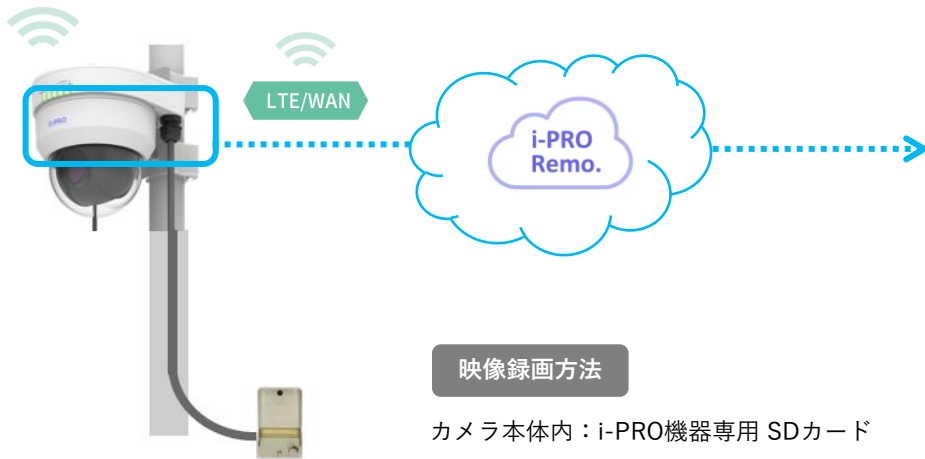 i-PRO
LTE/WAN
i-PRO
Remo.
映像録画方法
カメラ本体内：i-PRO機器専用 SDカード